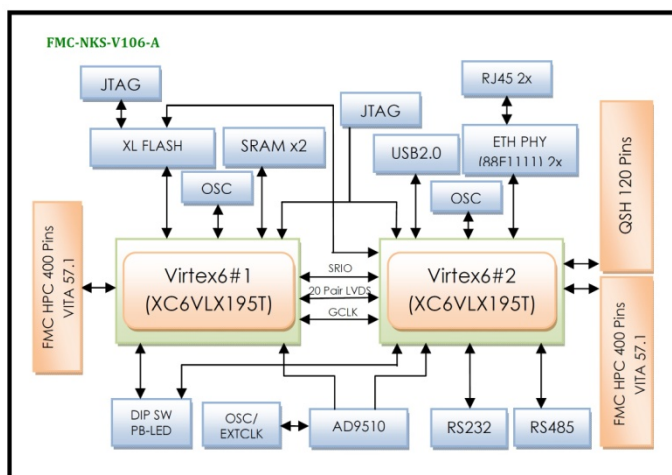 FMC-NKS-V106-A
JTAG
JTAG
RJ45 2x
XL FLASH
SRAM x2
USB2.0
ETH PHY
(88F1111) 2x
OSC
OSC
QSH 120 Pins
FMC HPC 400 Pins
VITA 57.1
Virtex6#1
(XC6VLX195T)
SRIO
20 Pair LVDS
GCLK
Virtex6#2
(XC6VLX195T)
FMC HPC 400 Pins
VITA 57.1
DIP SW
PB-LED
OSC/
EXTCLK
AD9510
RS232
RS485